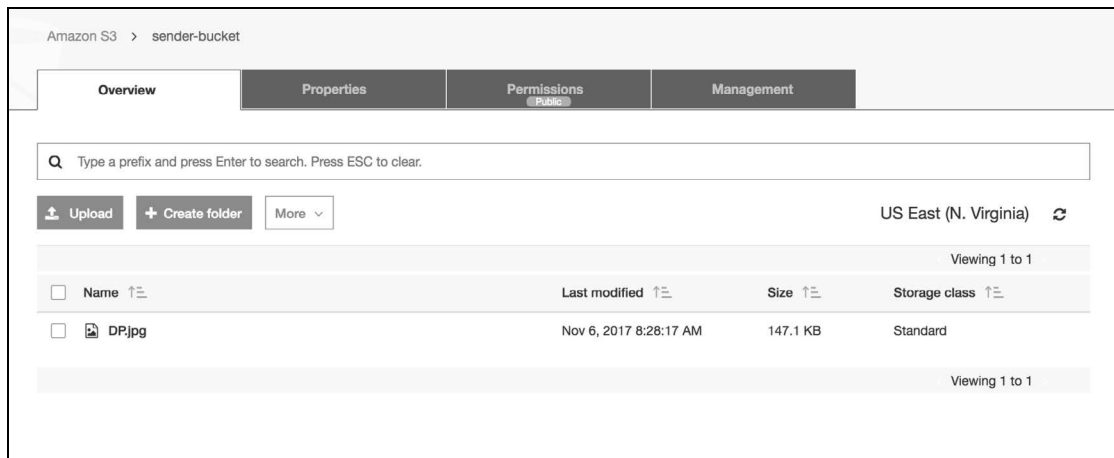 Amazon S3 > sender-bucket
Overview Properties Permissions Management
Public
Type a prefix and press Enter to search. Press ESC to clear.
Upload + Create folder More US East (N. Virginia)
Viewing 1 to 1
Name Last modified Size Storage class
DP.jpg Nov 6, 2017 8:28:17 AM 147.1 KB Standard
Viewing 1 to 1